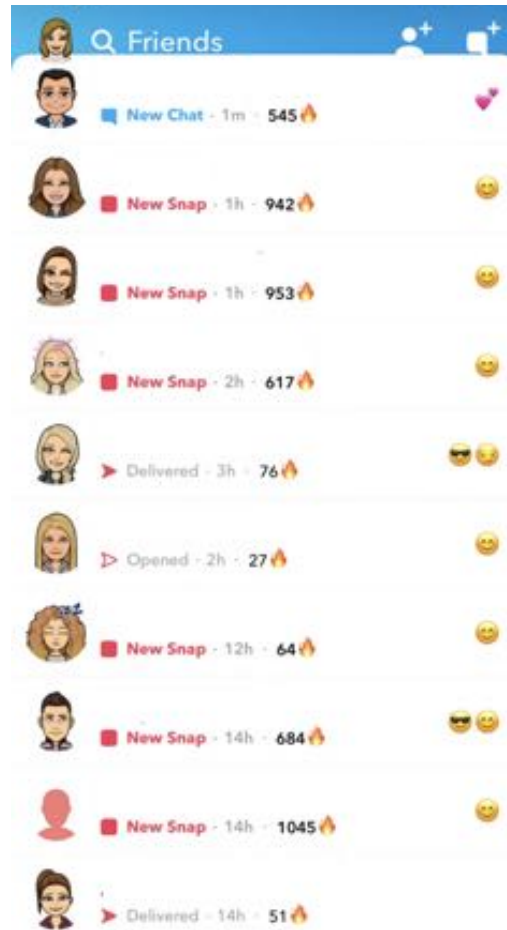 Friends
New Chat · 1m · 545🔥
New Snap · 1h · 942🔥
New Snap · 1h · 953🔥
New Snap · 2h · 617🔥
Delivered · 3h · 76🔥
Opened · 2h · 27🔥
New Snap · 12h · 64🔥
New Snap · 14h · 684🔥
New Snap · 14h · 1045🔥
Delivered · 14h · 51🔥